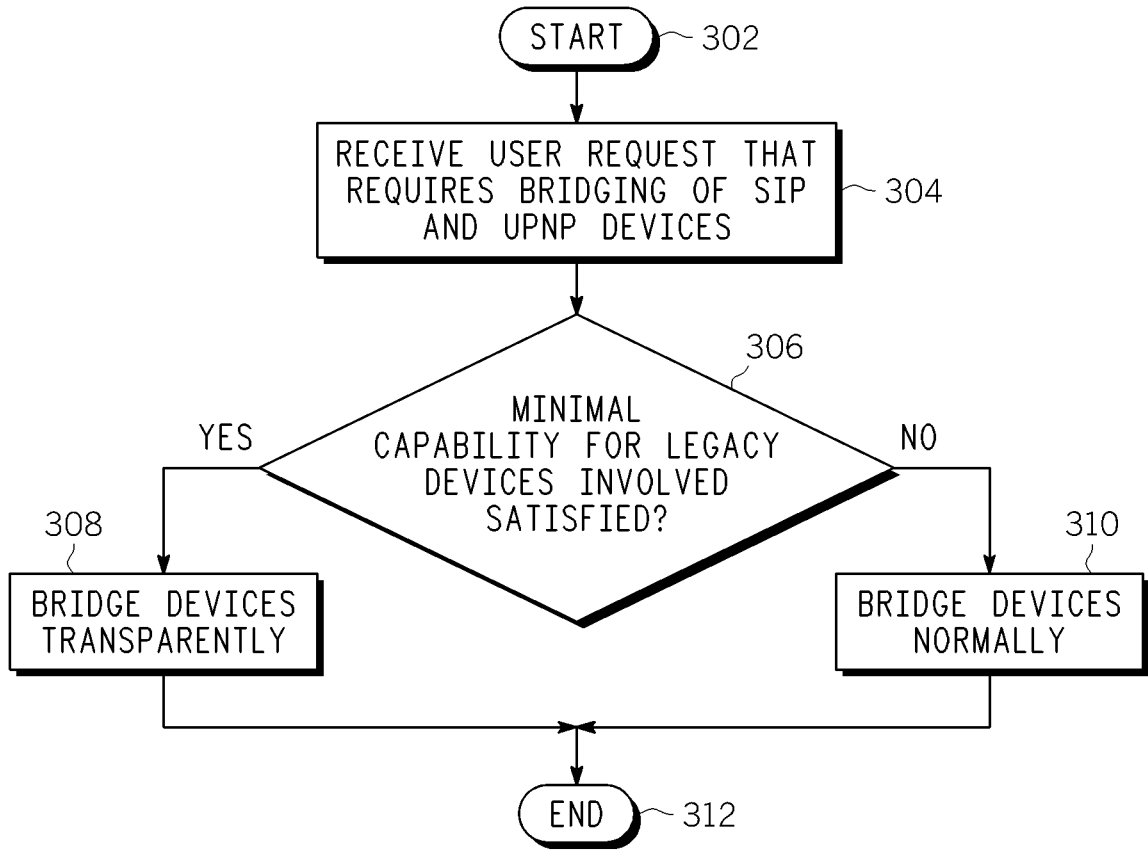 START
302
RECEIVE USER REQUEST THAT
REQUIRES BRIDGING OF SIP
AND UPNP DEVICES
304
306
MINIMAL
CAPABILITY FOR LEGACY
DEVICES INVOLVED
SATISFIED?
YES
NO
308
BRIDGE DEVICES
TRANSPARENTLY
310
BRIDGE DEVICES
NORMALLY
END
312